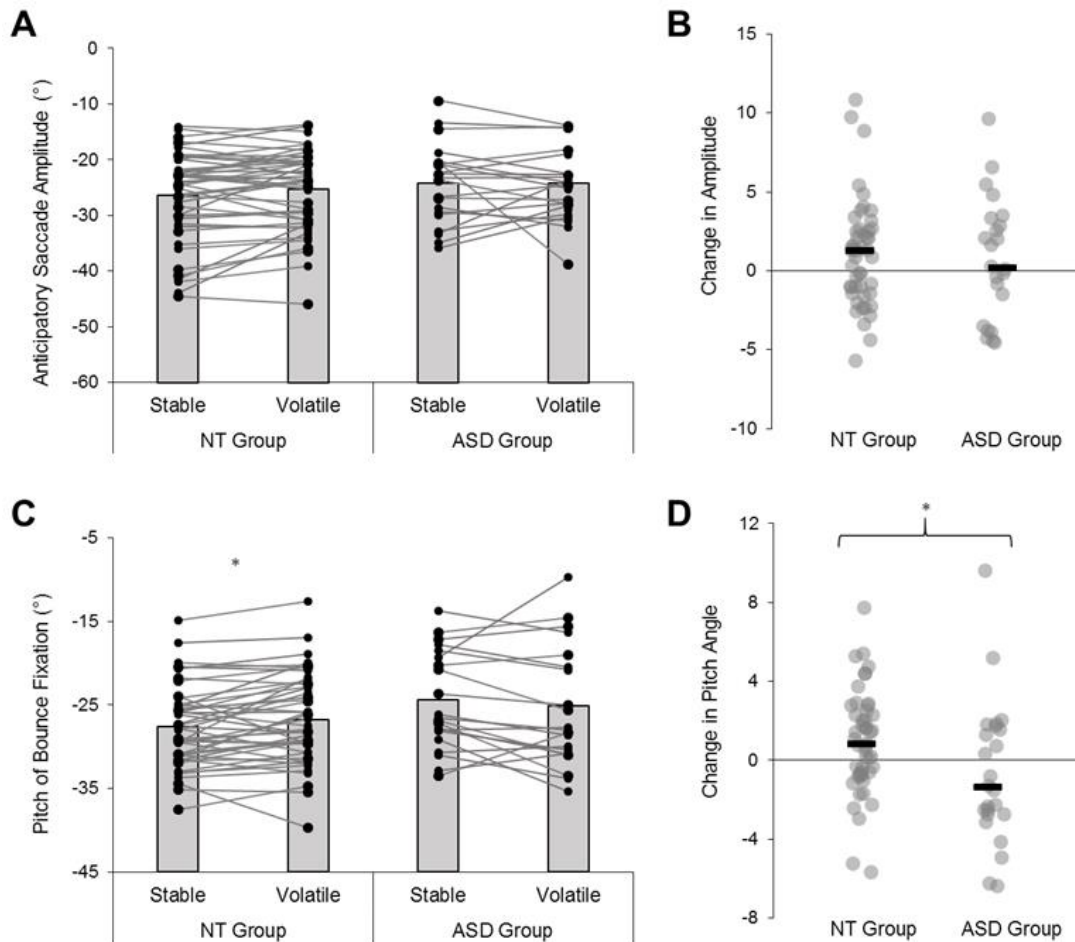 A
Anticipatory Saccade Amplitude (°)
0
-10
-20
-30
-40
-50
-60
Stable Volatile Stable Volatile
NT Group ASD Group
B
Change in Amplitude
15
10
5
0
-5
-10
NT Group ASD Group
C
Pitch of Bounce Fixation (°)
-5
-15
-25
-35
-45
*
Stable Volatile Stable Volatile
NT Group ASD Group
D
Change in Pitch Angle
12
8
4
0
-4
-8
*
NT Group ASD Group